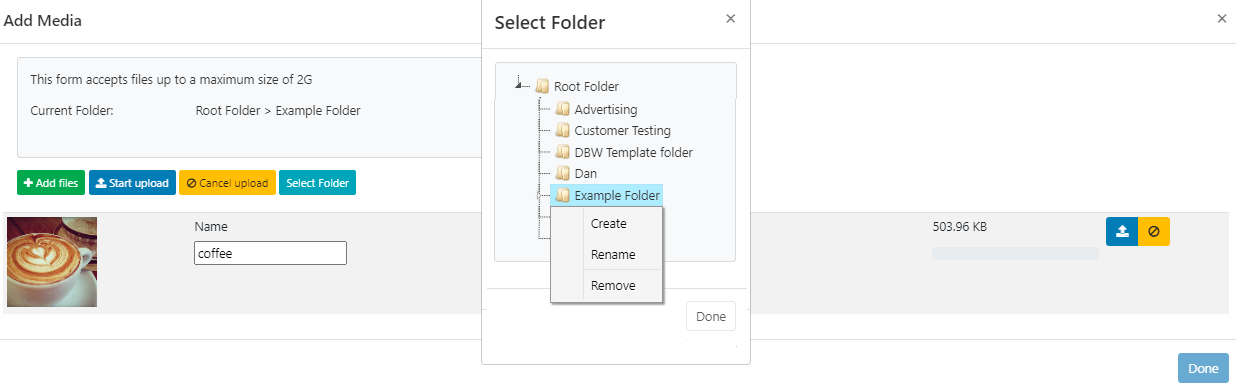 Add Media
×
This form accepts files up to a maximum size of 2G
Current Folder: Root Folder > Example Folder
Add files Start upload Cancel upload Select Folder
Name
coffee
503.96 KB
Done
Select Folder
×
Root Folder
Advertising
Customer Testing
DBW Template folder
Dan
Example Folder
Create
Rename
Remove
Done